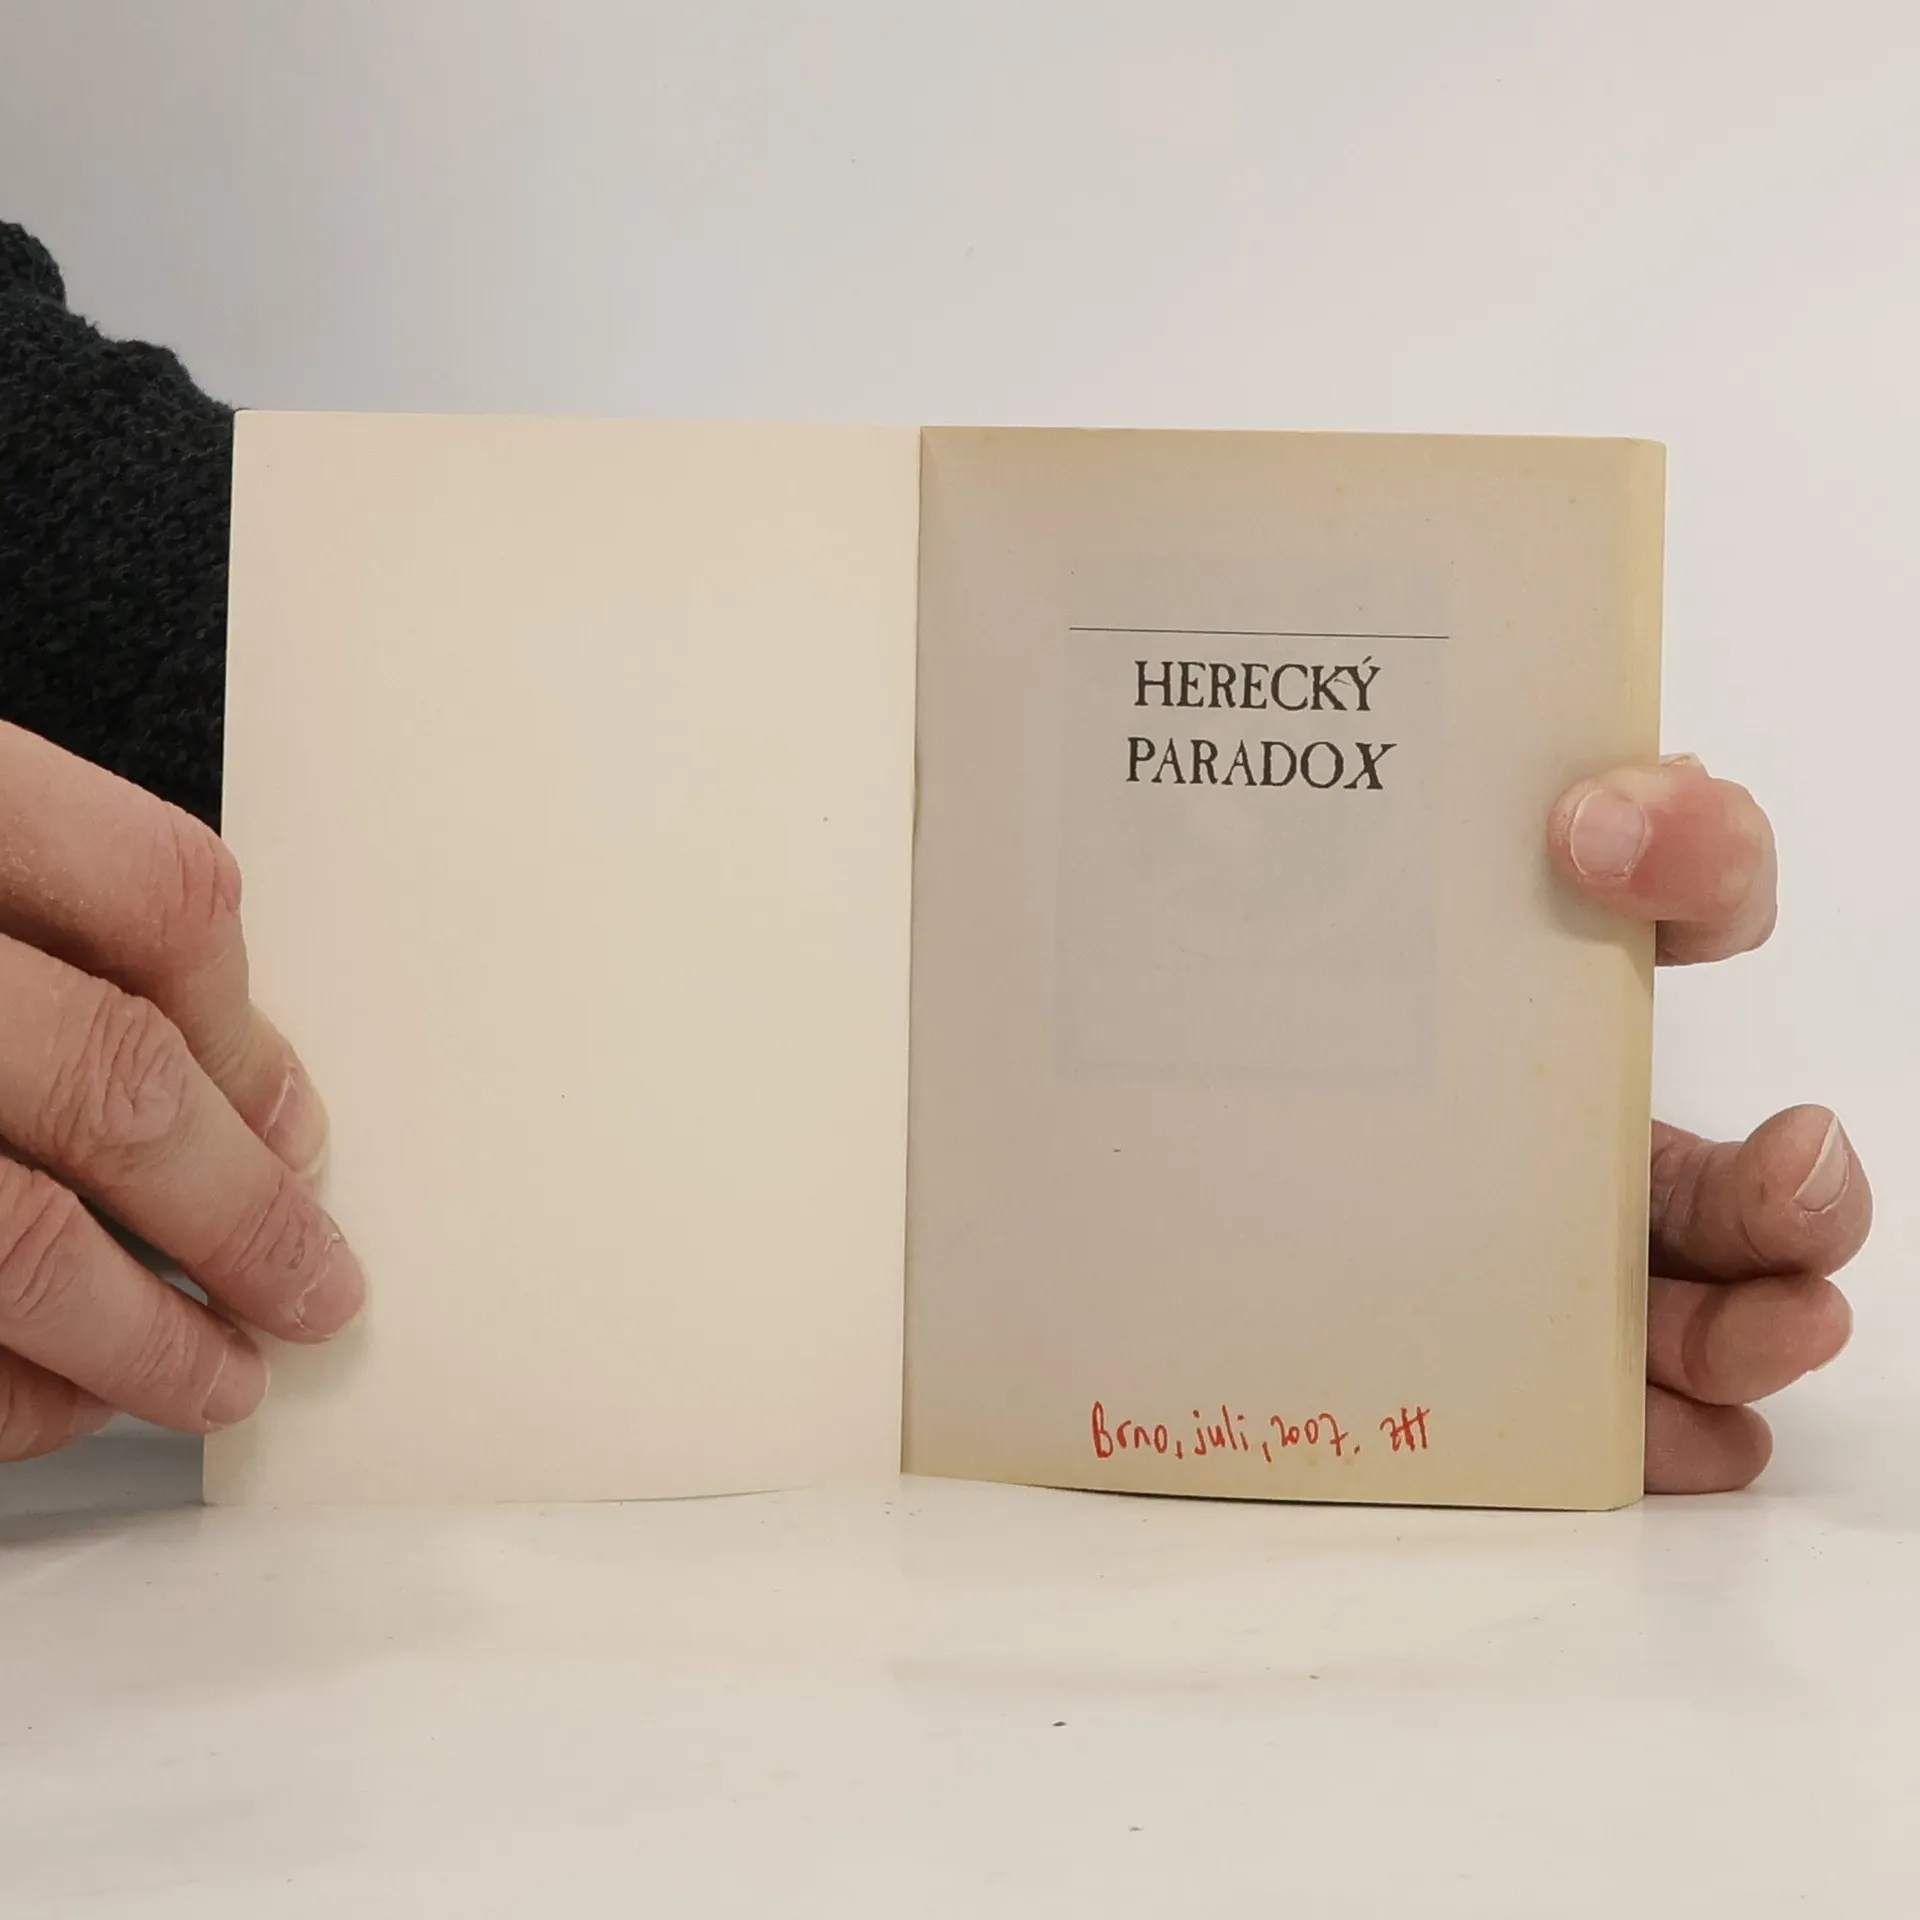 HERECKÝ
PARADOX
Brno, juli, 2007.